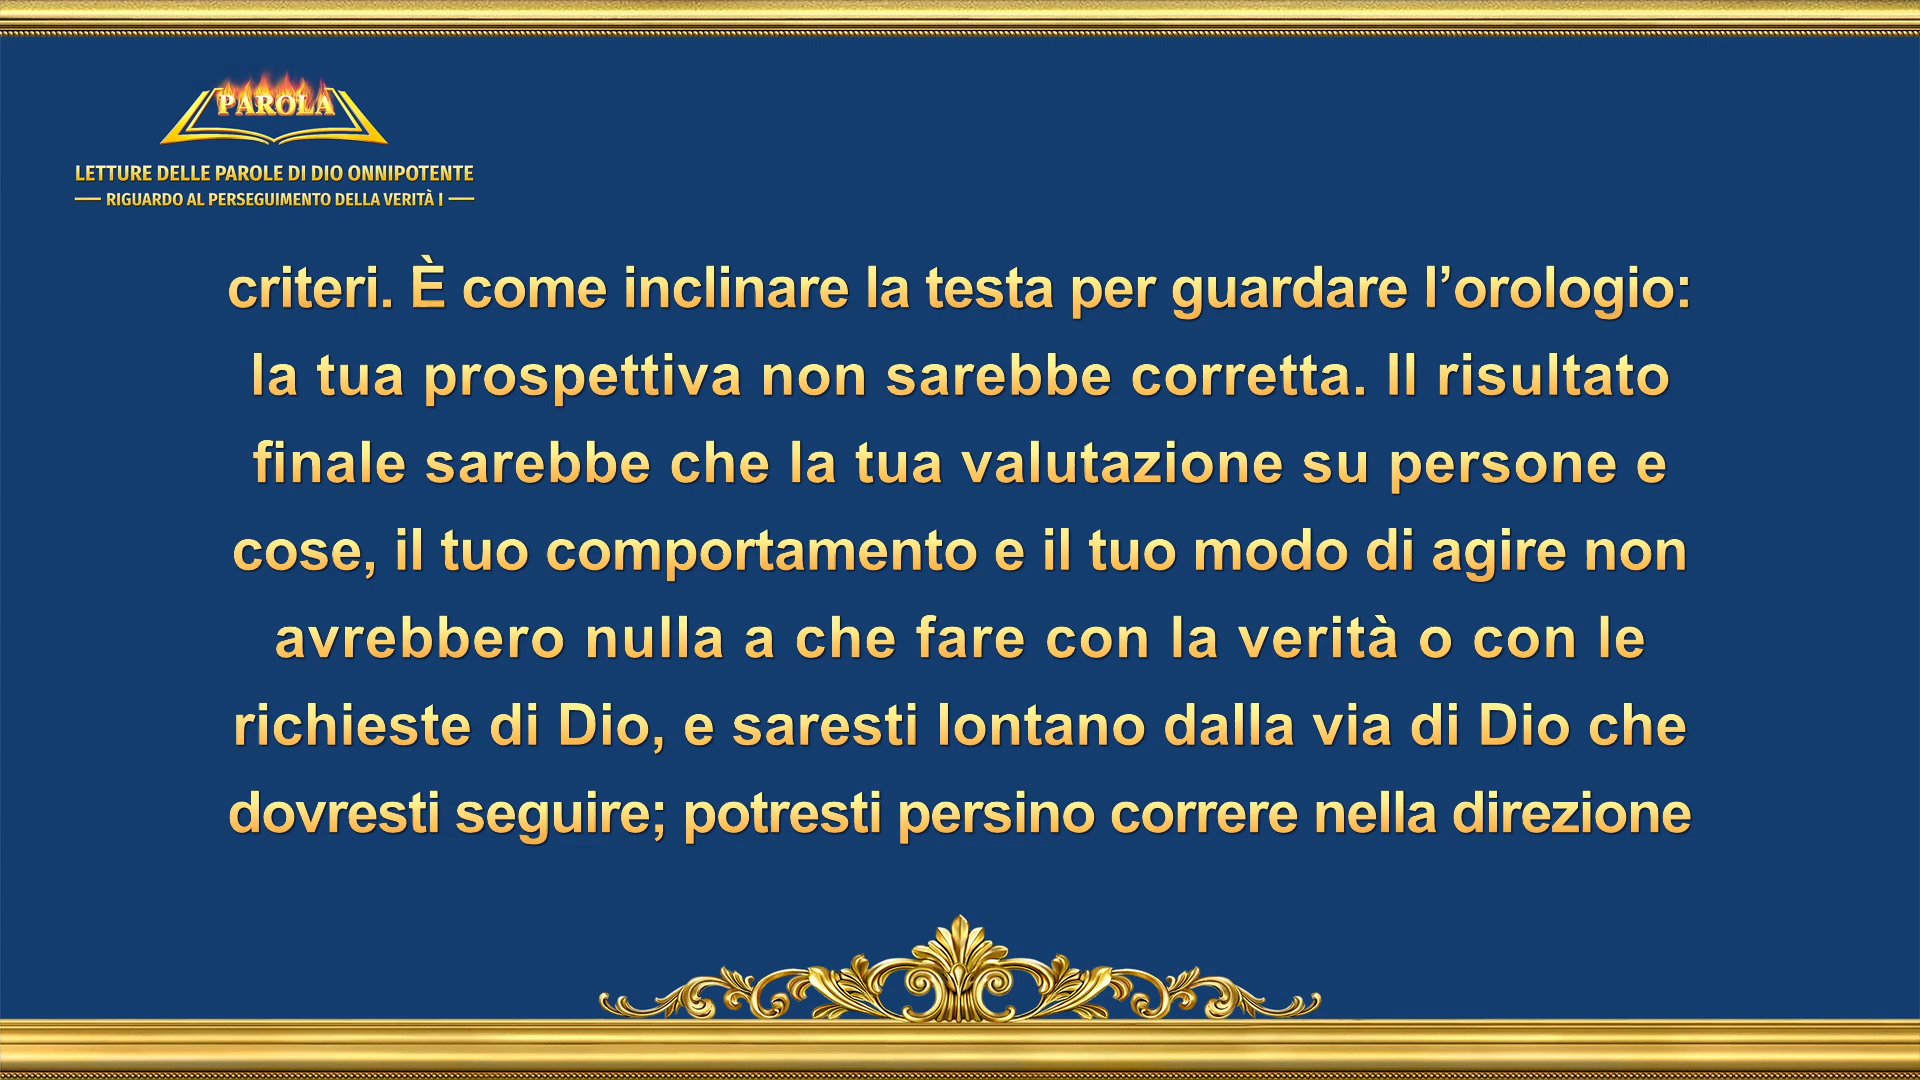 PAROLA
LETTURE DELLE PAROLE DI DIO ONNIPOTENTE
RIGUARDO AL PERSEGUIMENTO DELLA VERITÀ I
criteri. È come inclinare la testa per guardare l’orologio:
la tua prospettiva non sarebbe corretta. Il risultato
finale sarebbe che la tua valutazione su persone e
cose, il tuo comportamento e il tuo modo di agire non
avrebbero nulla a che fare con la verità o con le
richieste di Dio, e saresti lontano dalla via di Dio che
dovresti seguire; potresti persino correre nella direzione